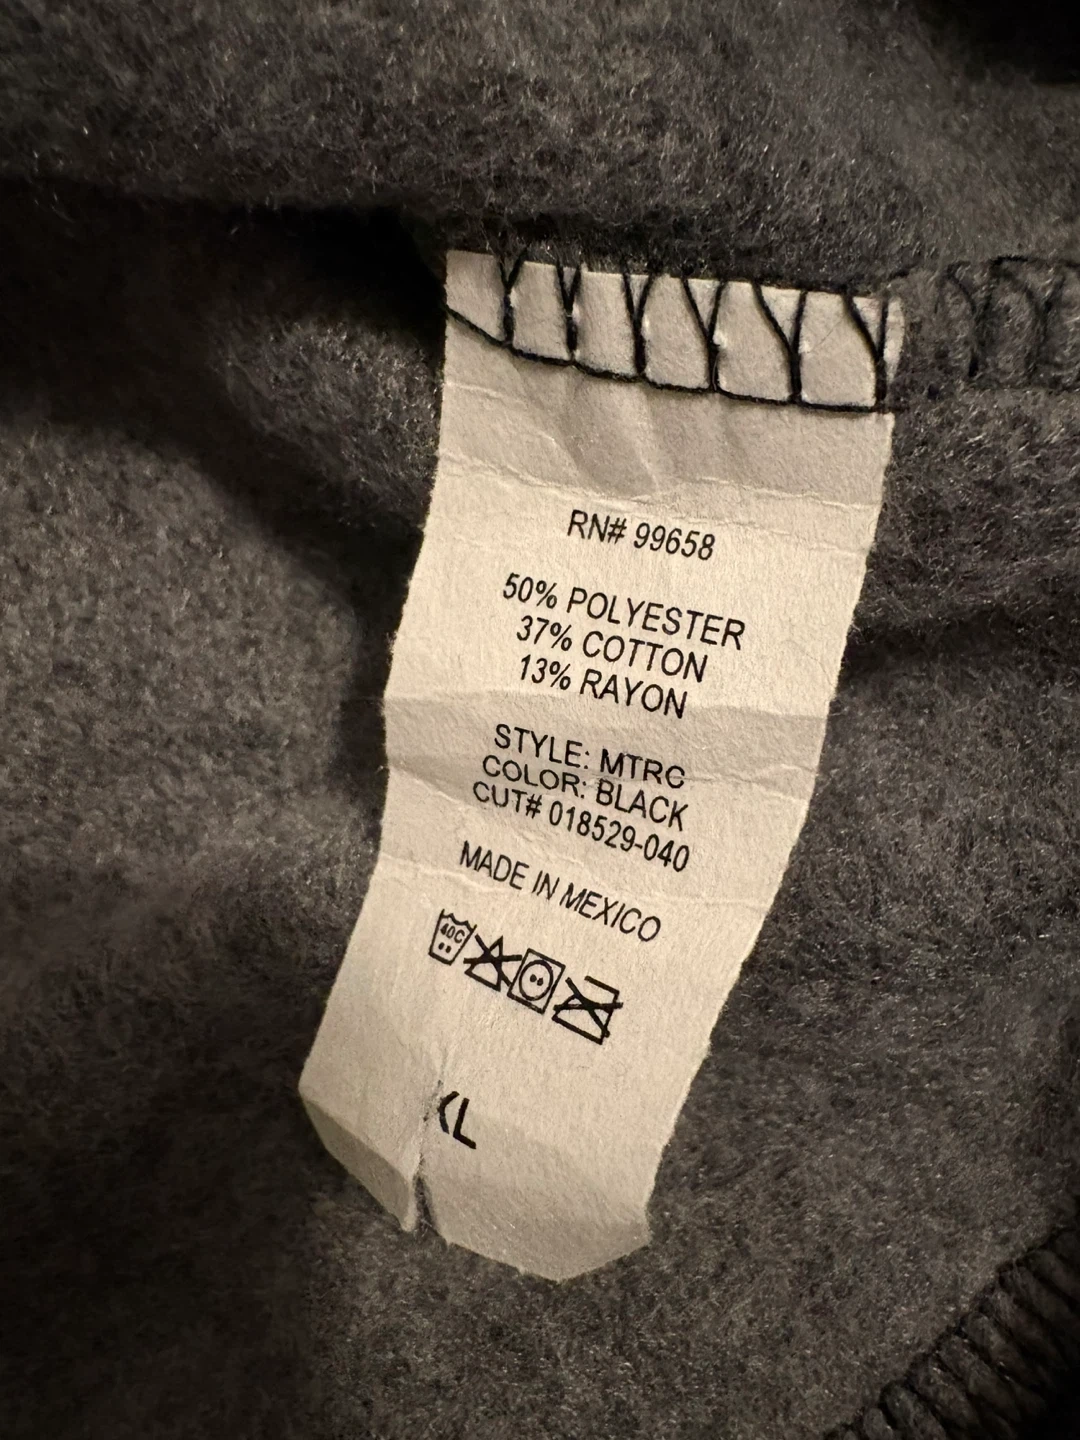 RN# 99658
50% POLYESTER
37% COTTON
13% RAYON
STYLE: MTRC
COLOR: BLACK
CUT# 018529-040
MADE IN MEXICO
40C
XL